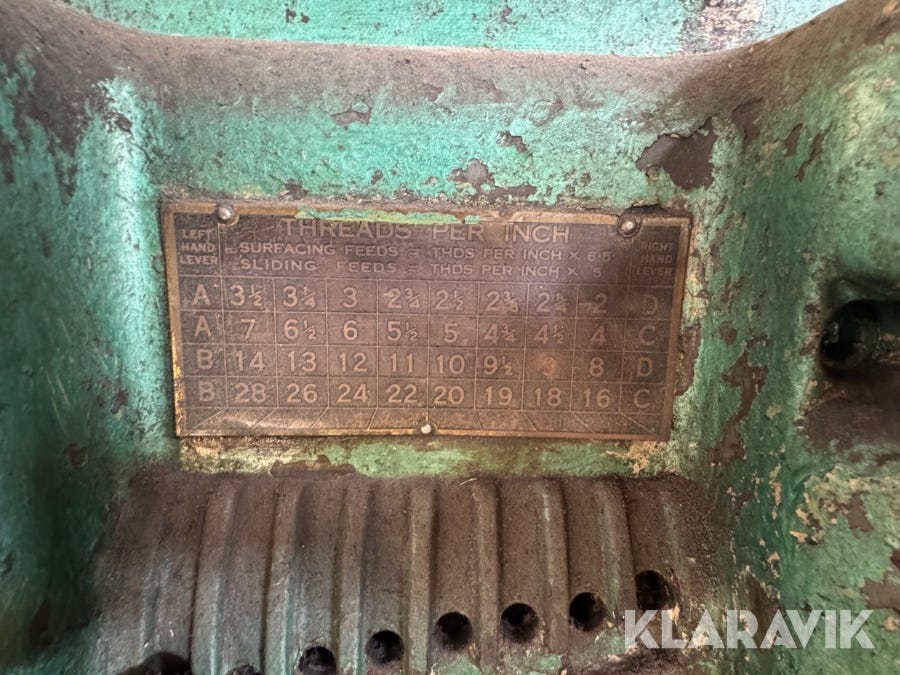 THREADS PER INCH
LEFT HAND LEVER
SURFACING FEEDS = THDS PER INCH × 6·5
SLIDING FEEDS = THDS PER INCH × 5
RIGHT HAND LEVER
A 3½ 3¼ 3 2¾ 2½ 2⅜ 2¼ 2 D
A 7 6½ 6 5½ 5 4¾ 4½ 4 C
B 14 13 12 11 10 9½ 9 8 D
B 28 26 24 22 20 19 18 16 C
KLARAVIK